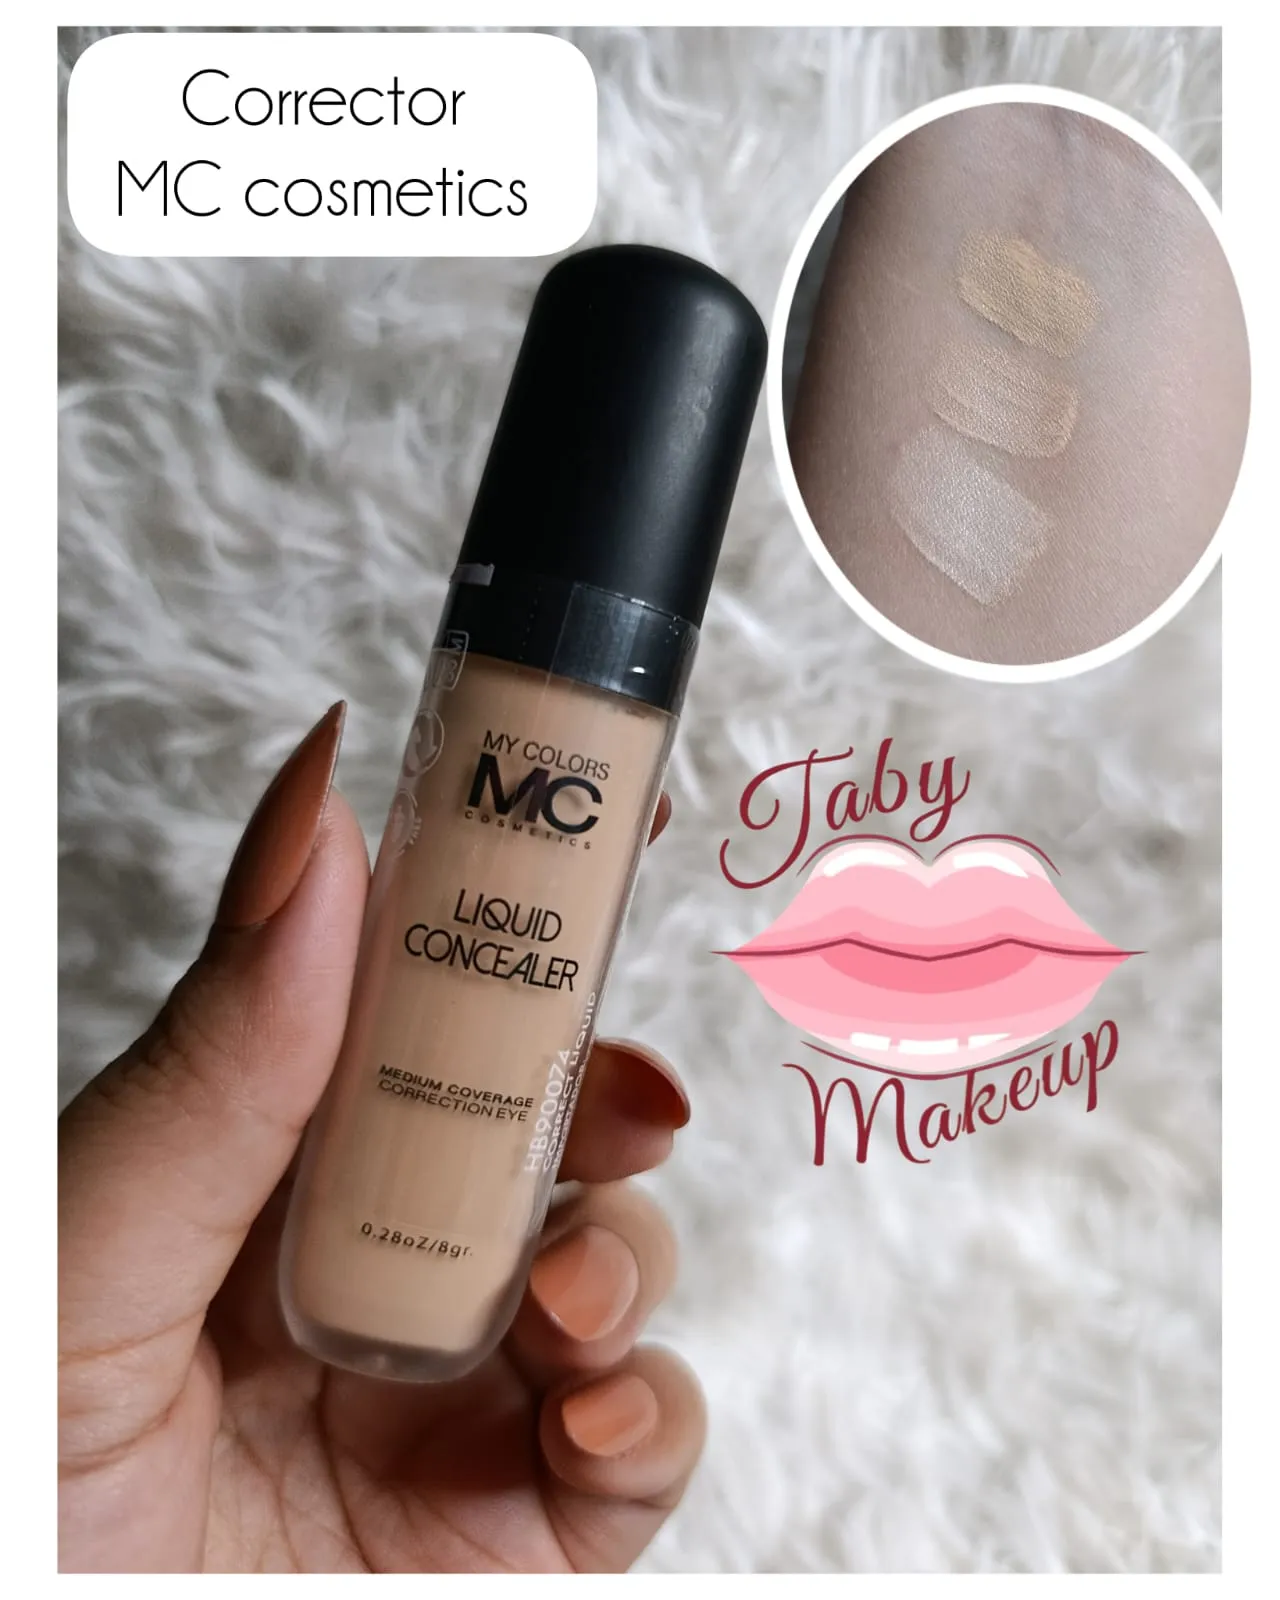 Corrector
MC cosmetics
MY COLORS
MC
COSMETICS
LIQUID
CONCEALER
MEDIUM COVERAGE
CORRECTION EYE
0.28oZ/8gr.
HB90074
CORRECT LIQUID
Taby
Makeup